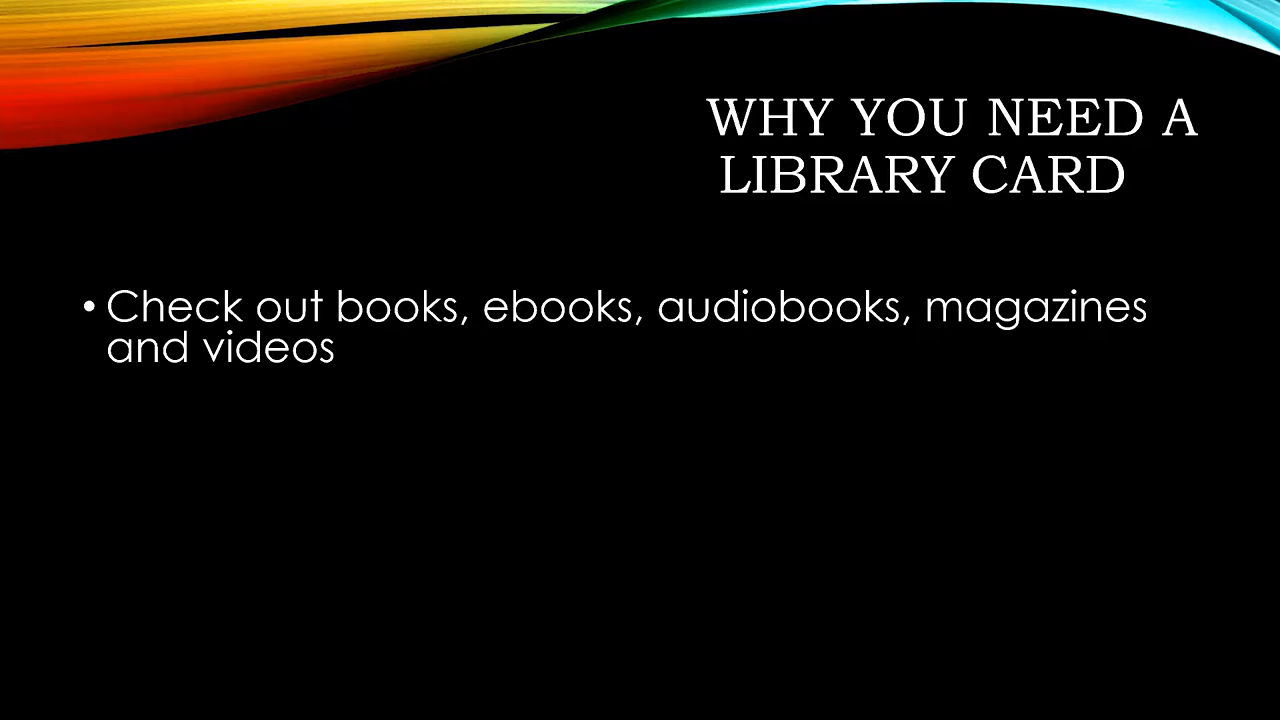 WHY YOU NEED A
LIBRARY CARD
• Check out books, ebooks, audiobooks, magazines
and videos